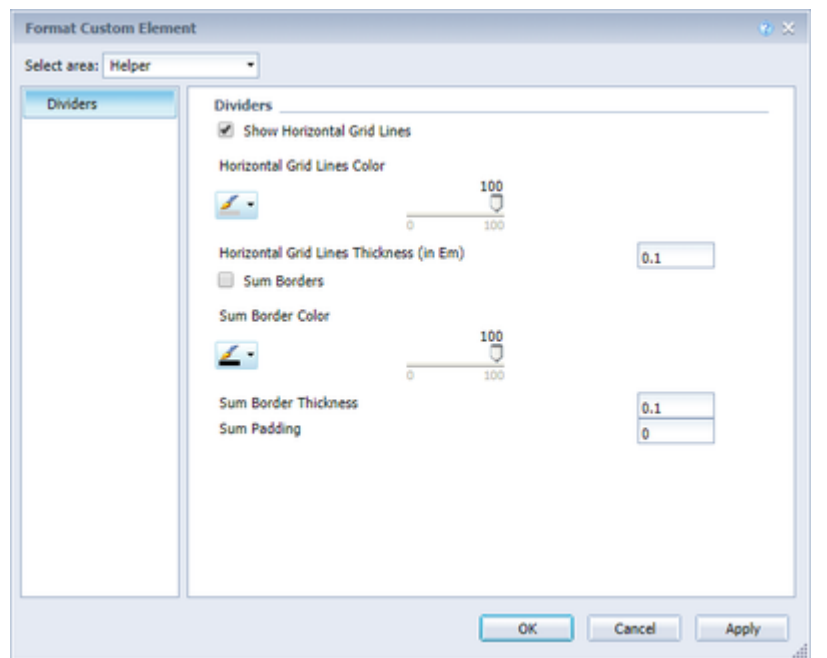 Format Custom Element
Select area: Helper
Dividers
Dividers
Show Horizontal Grid Lines
Horizontal Grid Lines Color
100
0 100
Horizontal Grid Lines Thickness (in Em) 0.1
Sum Borders
Sum Border Color
100
0 100
Sum Border Thickness 0.1
Sum Padding 0
OK Cancel Apply